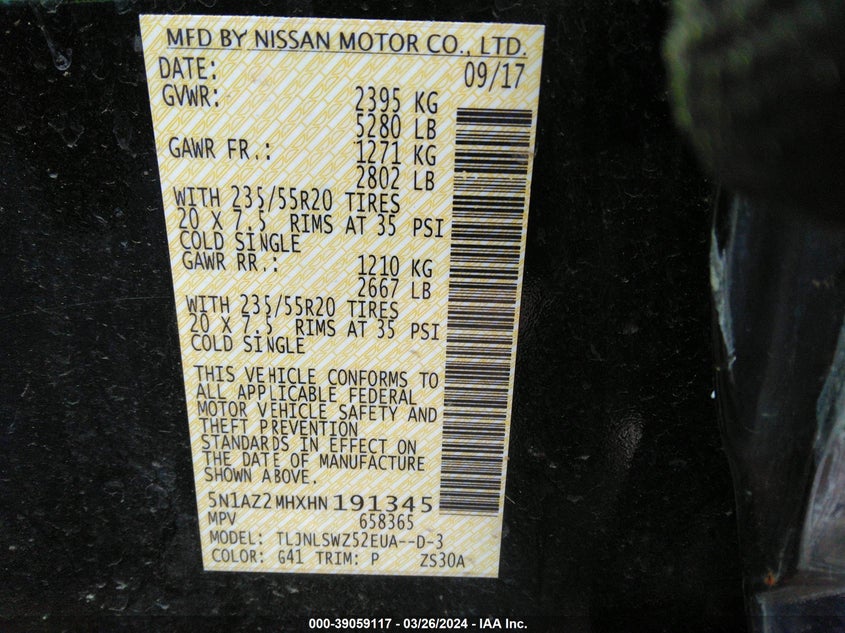 MFD BY NISSAN MOTOR CO., LTD.
DATE: 09/17
GVWR: 2395 KG
5280 LB
GAWR FR.: 1271 KG
2802 LB
WITH 235/55R20 TIRES
20 X 7.5 RIMS AT 35 PSI
COLD SINGLE
GAWR RR.: 1210 KG
2667 LB
WITH 235/55R20 TIRES
20 X 7.5 RIMS AT 35 PSI
COLD SINGLE
THIS VEHICLE CONFORMS TO
ALL APPLICABLE FEDERAL
MOTOR VEHICLE SAFETY AND
THEFT PREVENTION
STANDARDS IN EFFECT ON
THE DATE OF MANUFACTURE
SHOWN ABOVE.
5N1AZ2MHXHN191345
MPV 658365
MODEL: TLJNLSWZ52EUA--D-3
COLOR: G41 TRIM: P ZS30A
000-39059117 - 03/26/2024 - IAA Inc.